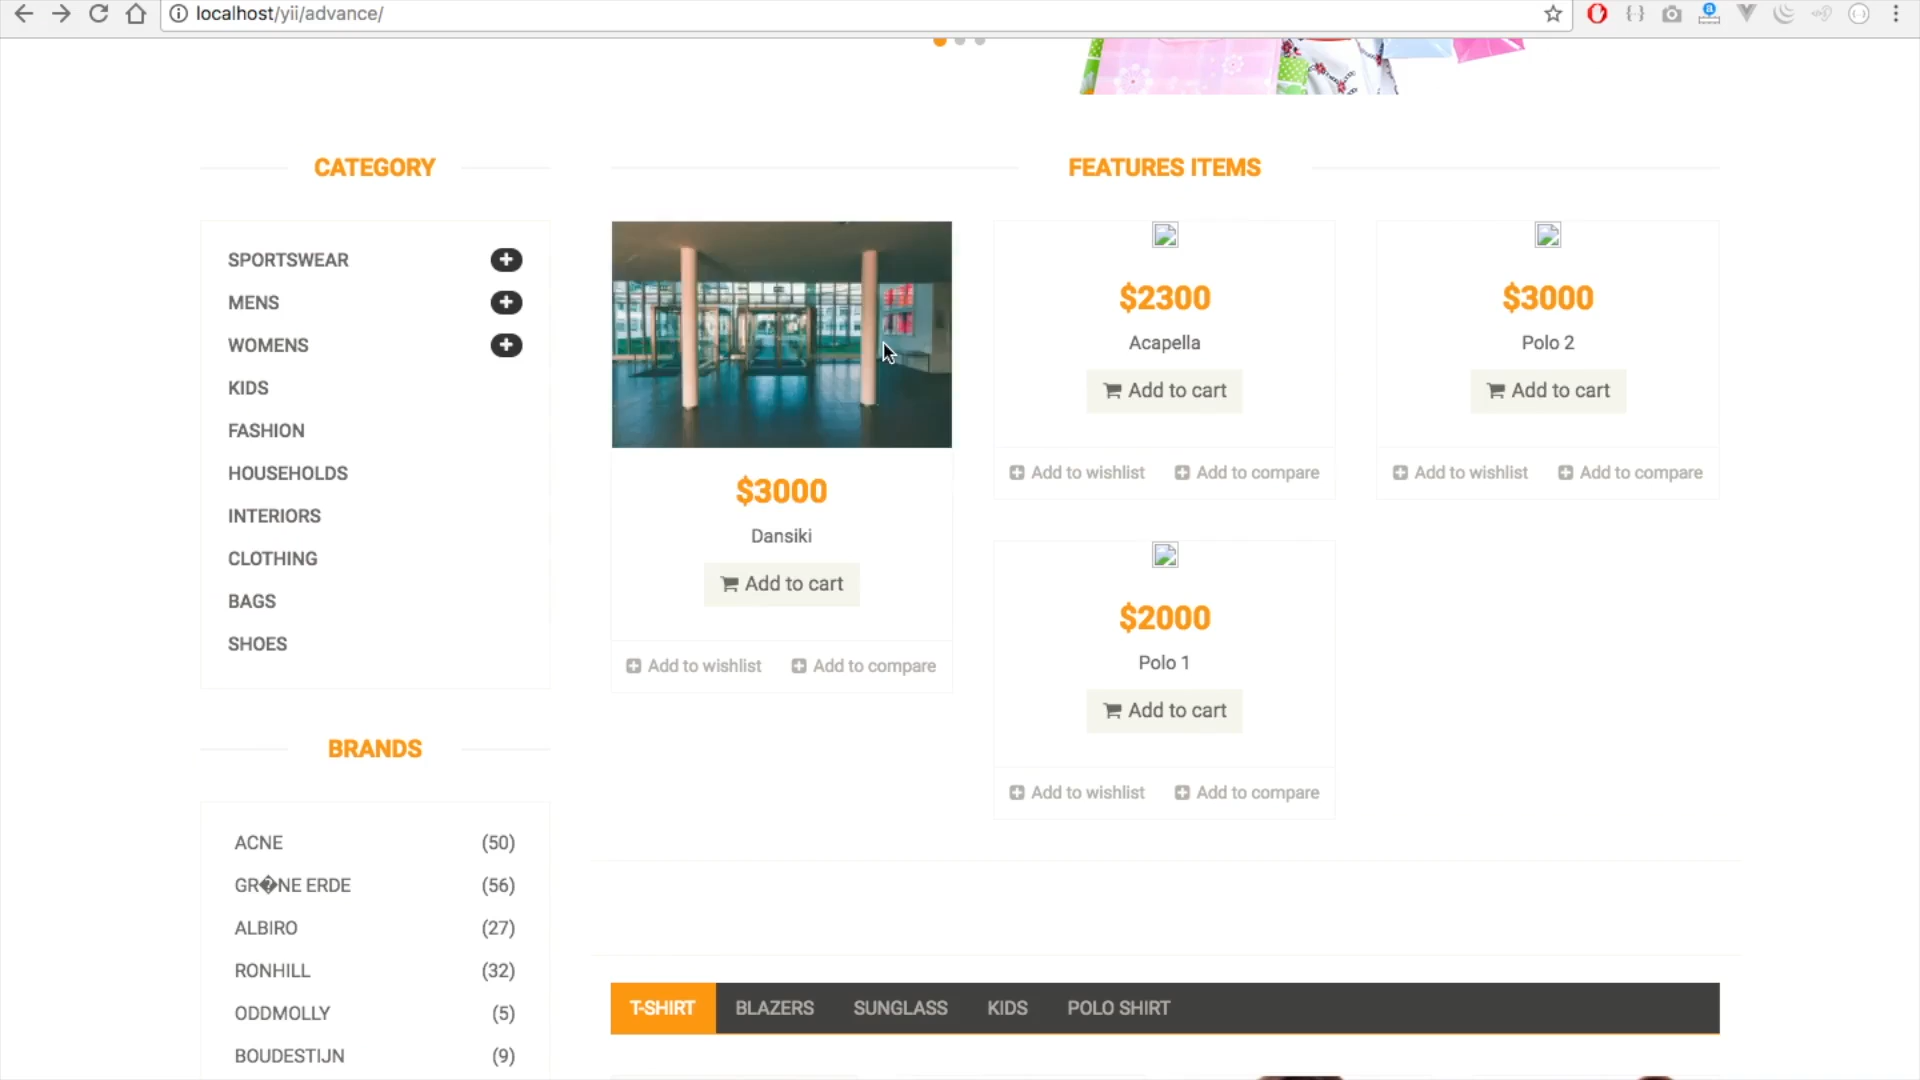 localhost/yii/advance/
CATEGORY
SPORTSWEAR
MENS
WOMENS
KIDS
FASHION
HOUSEHOLDS
INTERIORS
CLOTHING
BAGS
SHOES
BRANDS
ACNE (50)
GR�NE ERDE (56)
ALBIRO (27)
RONHILL (32)
ODDMOLLY (5)
BOUDESTIJN (9)
FEATURES ITEMS
$3000
Dansiki
Add to cart
Add to wishlist Add to compare
$2300
Acapella
Add to cart
Add to wishlist Add to compare
$3000
Polo 2
Add to cart
Add to wishlist Add to compare
$2000
Polo 1
Add to cart
Add to wishlist Add to compare
T-SHIRT BLAZERS SUNGLASS KIDS POLO SHIRT